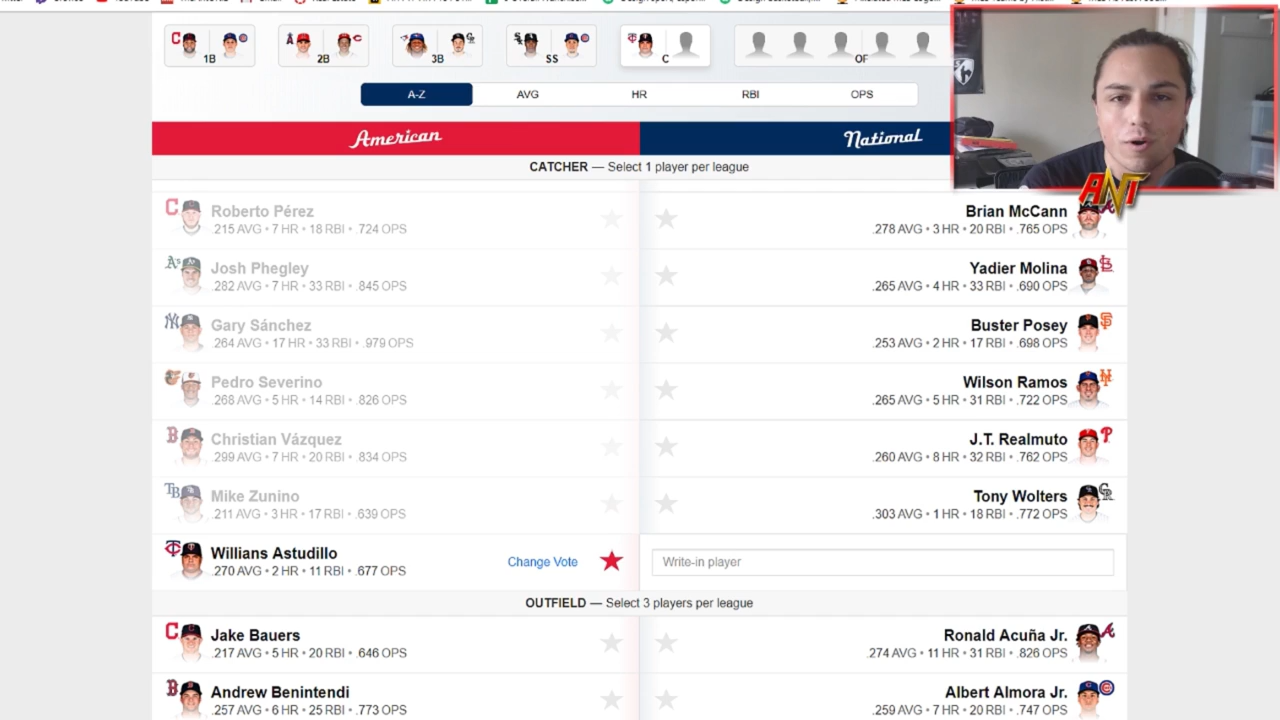 1B
2B
3B
SS
C
OF
A-Z
AVG
HR
RBI
OPS
American
National
CATCHER — Select 1 player per league
Roberto Pérez
.215 AVG • 7 HR • 18 RBI • .724 OPS
Brian McCann
.278 AVG • 3 HR • 20 RBI • .765 OPS
Josh Phegley
.282 AVG • 7 HR • 33 RBI • .845 OPS
Yadier Molina
.265 AVG • 4 HR • 33 RBI • .690 OPS
Gary Sánchez
.264 AVG • 17 HR • 33 RBI • .979 OPS
Buster Posey
.253 AVG • 2 HR • 17 RBI • .698 OPS
Pedro Severino
.268 AVG • 5 HR • 14 RBI • .826 OPS
Wilson Ramos
.265 AVG • 5 HR • 31 RBI • .722 OPS
Christian Vázquez
.299 AVG • 7 HR • 20 RBI • .834 OPS
J.T. Realmuto
.260 AVG • 8 HR • 32 RBI • .762 OPS
Mike Zunino
.211 AVG • 3 HR • 17 RBI • .639 OPS
Tony Wolters
.303 AVG • 1 HR • 18 RBI • .772 OPS
Willians Astudillo
.270 AVG • 2 HR • 11 RBI • .677 OPS
Change Vote
Write-in player
OUTFIELD — Select 3 players per league
Jake Bauers
.217 AVG • 5 HR • 20 RBI • .646 OPS
Ronald Acuña Jr.
.274 AVG • 11 HR • 31 RBI • .826 OPS
Andrew Benintendi
.257 AVG • 6 HR • 25 RBI • .773 OPS
Albert Almora Jr.
.259 AVG • 7 HR • 20 RBI • .747 OPS
ANT